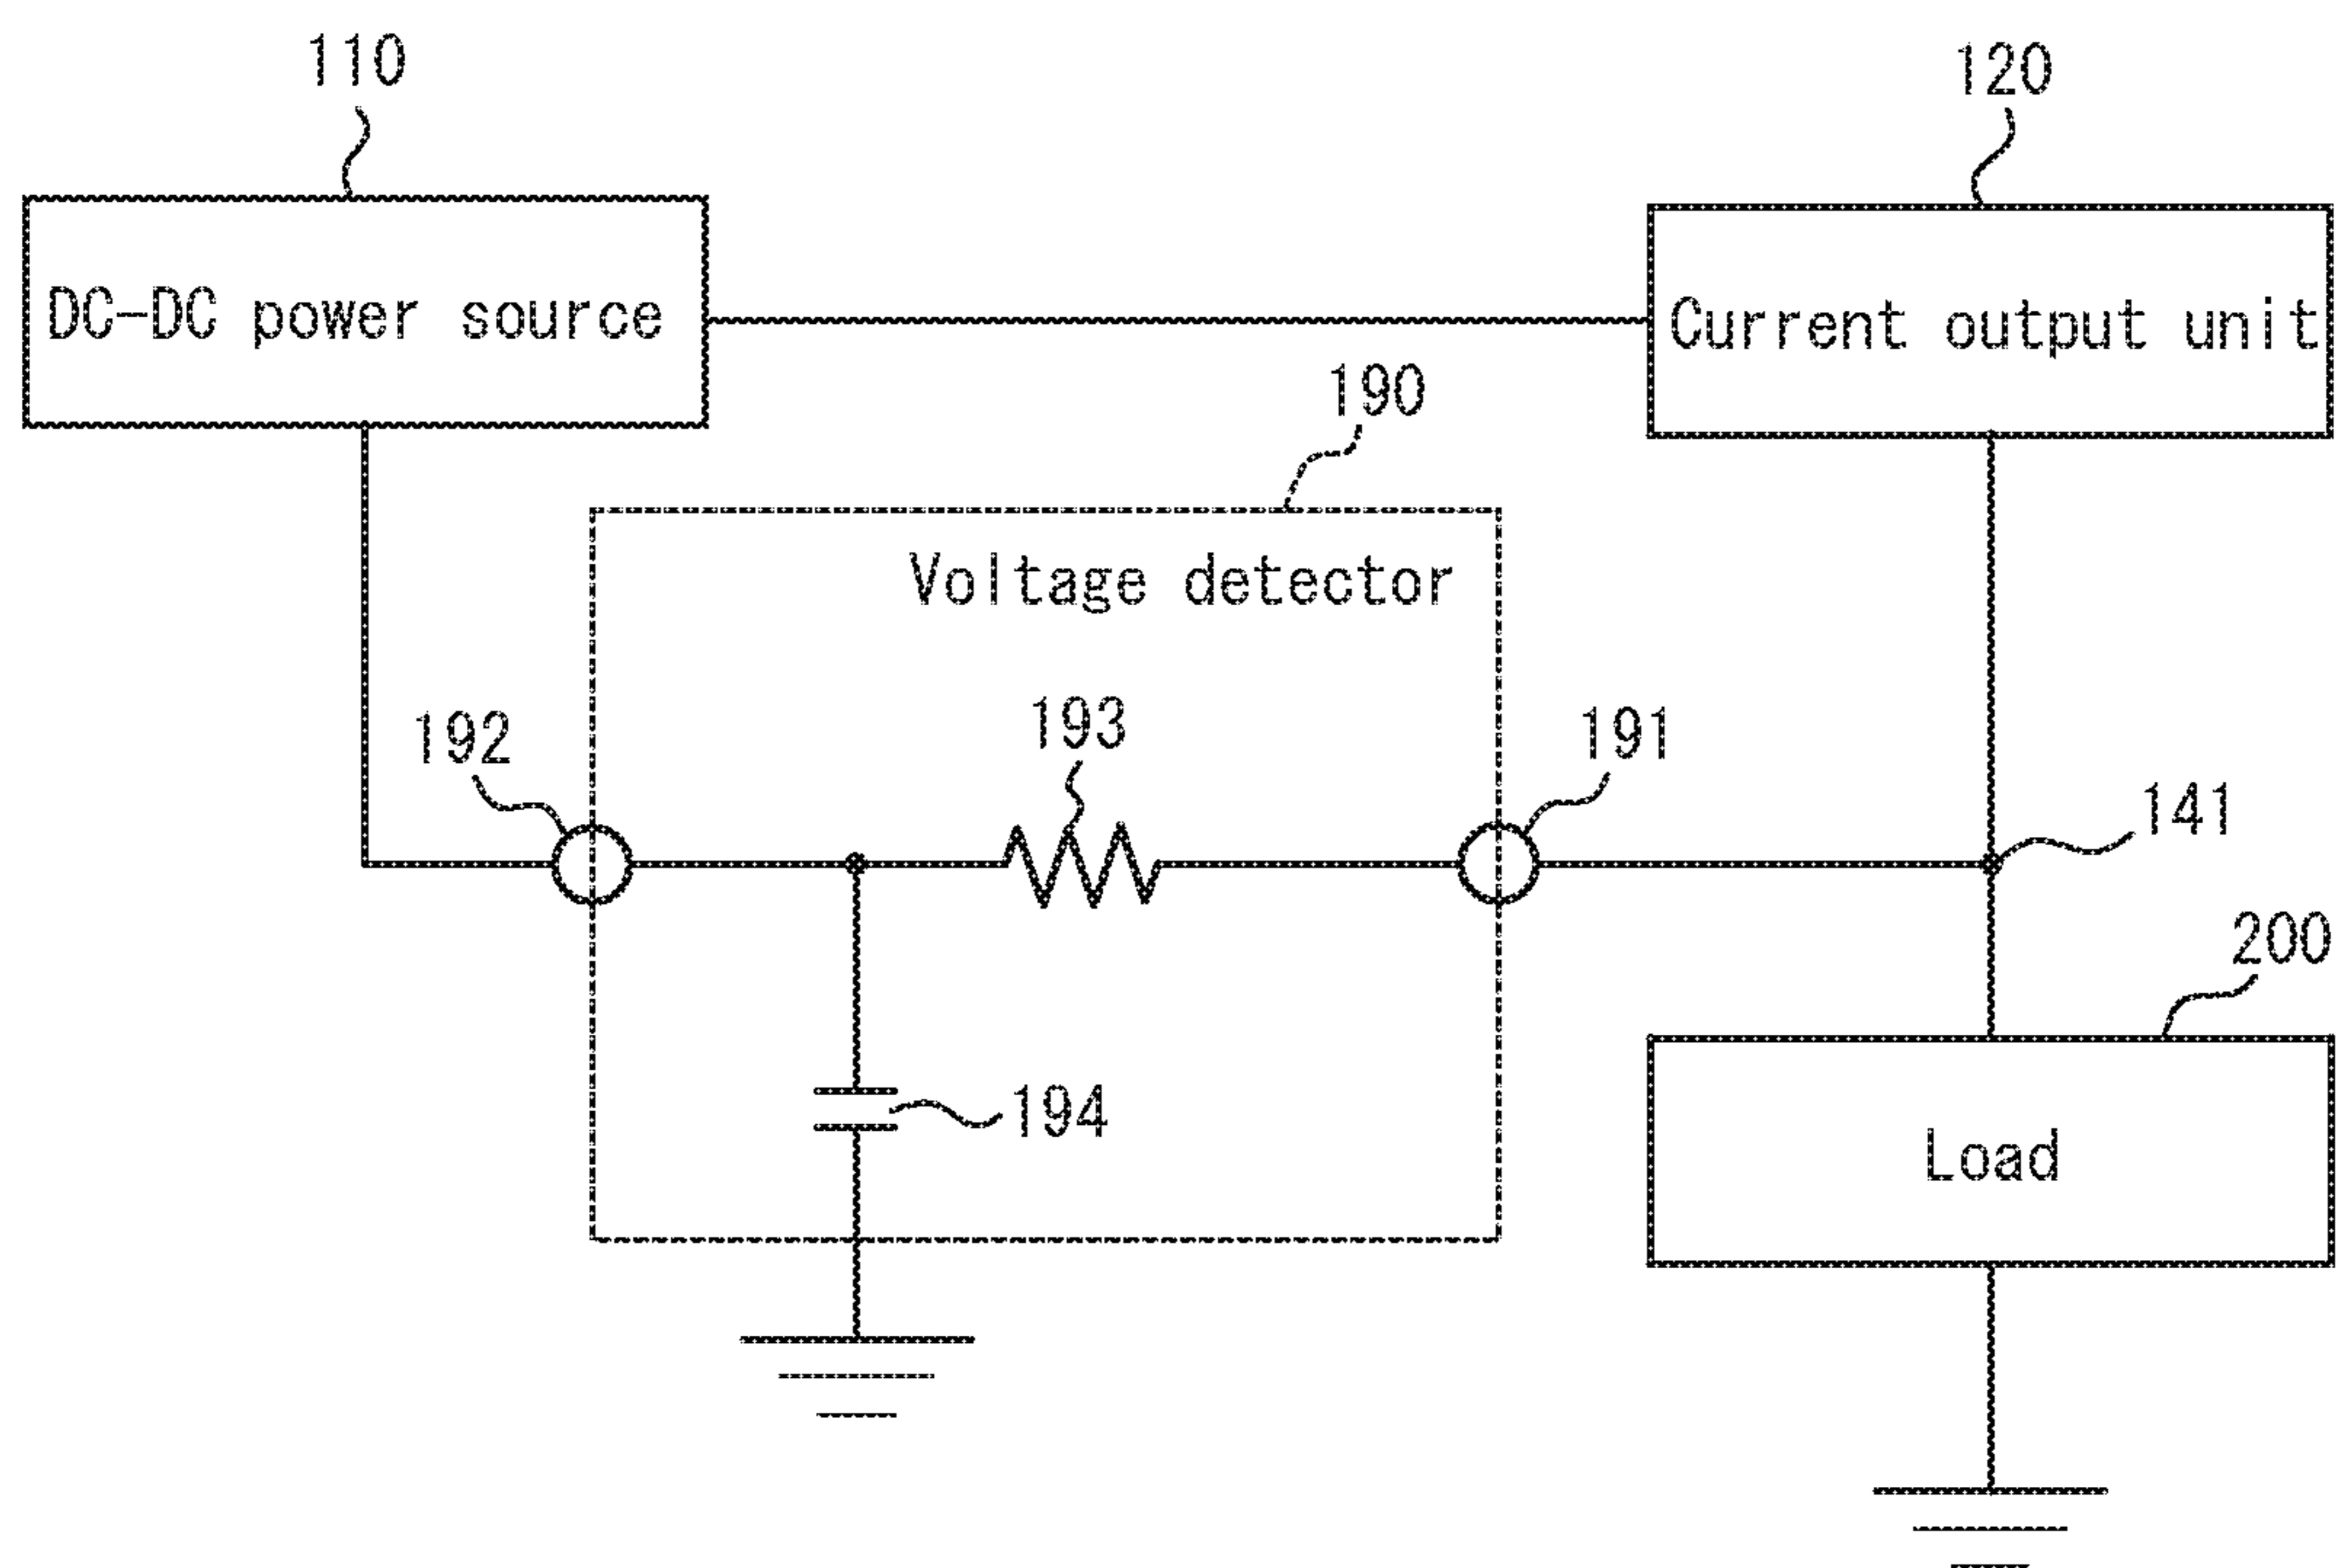 110
120
DC-DC power source
Current output unit
190
Voltage detector
192
193
191
141
200
194
Load